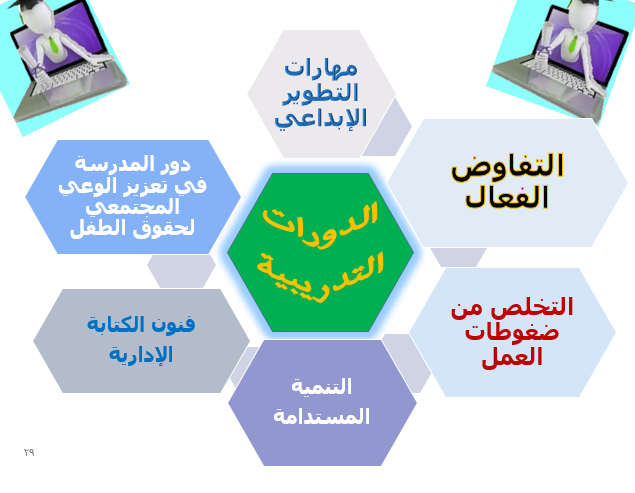 مهارات
التطوير
الإبداعي
التفاوض
الفعال
دور المدرسة
في تعزيز الوعي
المجتمعي
لحقوق الطفل
الدورات
التدريبية
التخلص من
ضغوطات
العمل
فنون الكتابة
الإدارية
التنمية
المستدامة
٢٩